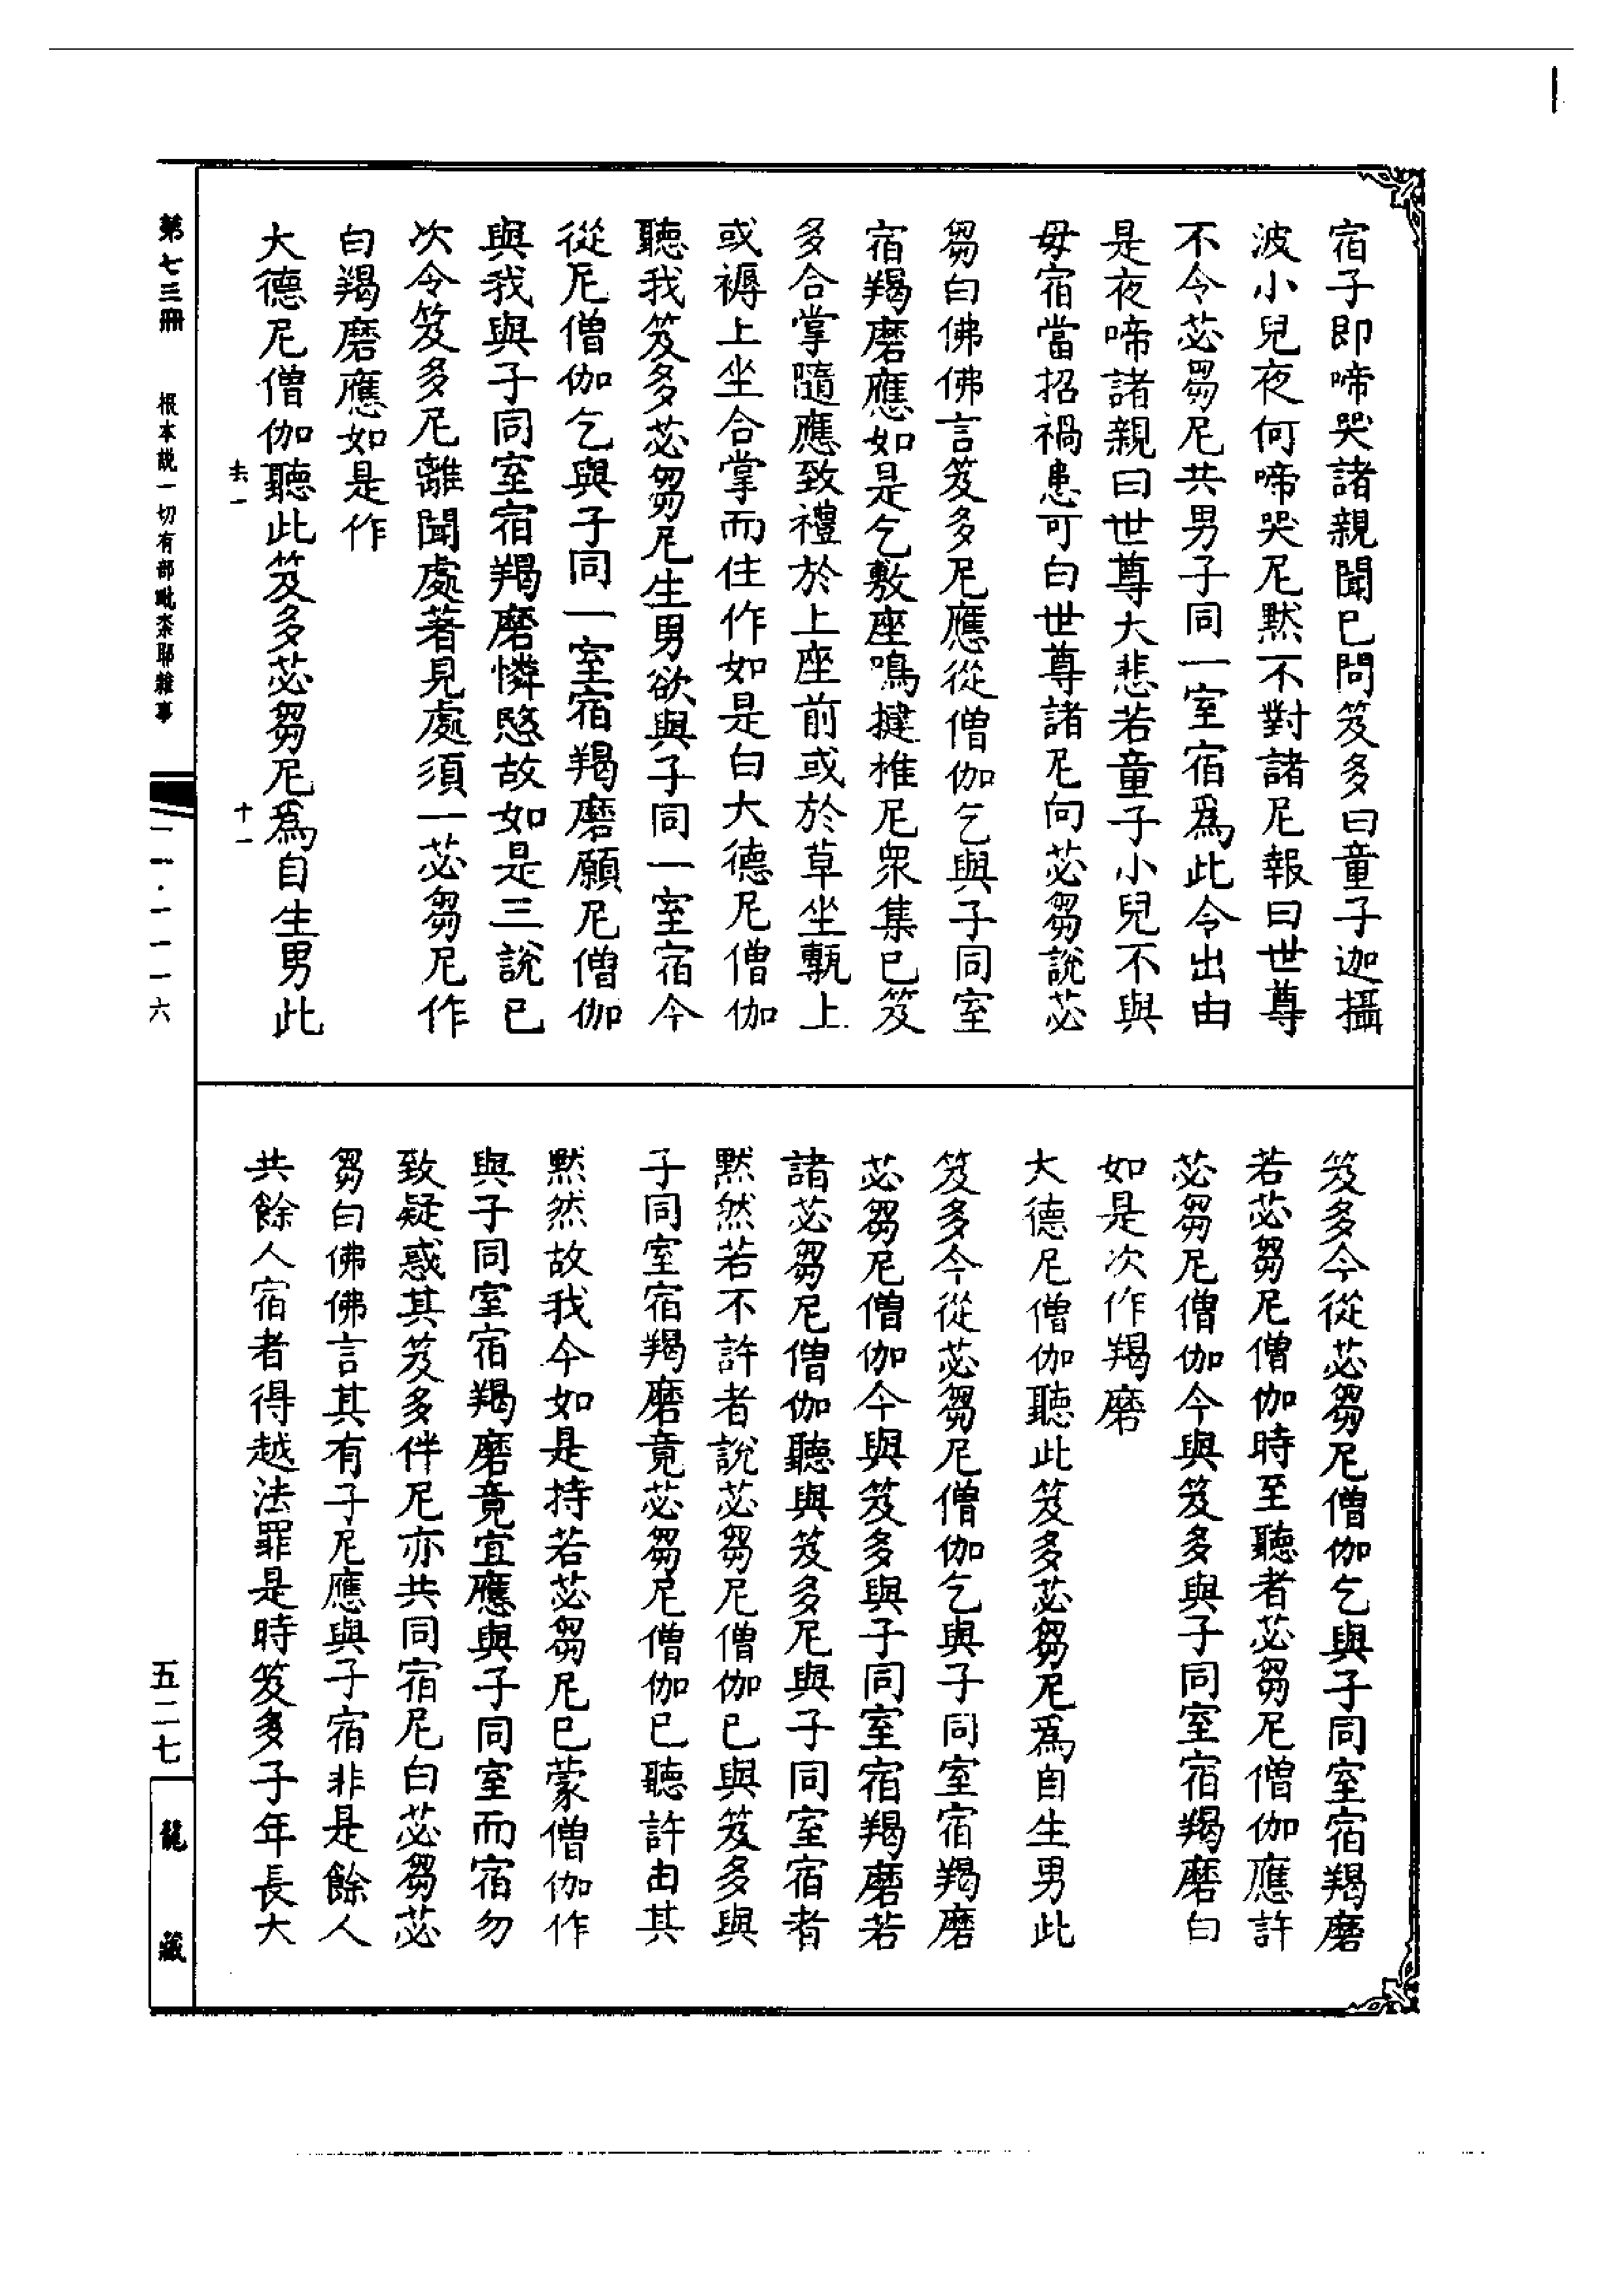 宿子即啼哭諸親聞已問笈多曰童子迦攝
波小兒夜何啼哭尼默不對諸尼報曰世尊
不令苾芻尼共男子同一室宿爲此令出由
是夜啼諸親曰世尊大悲若童子小兒不與
母宿當招禍患可白世尊諸尼向苾芻說苾
芻白佛佛言笈多尼應從僧伽乞與子同室
宿羯磨應如是乞敷座鳴揵椎尼衆集已笈
多合掌隨應致禮於上座前或於草坐甎上
或褥上坐合掌而住作如是白大德尼僧伽
聽我笈多苾芻尼生男欲與子同一室宿今
從尼僧伽乞與子同一室宿羯磨願尼僧伽
與我與子同室宿羯磨憐愍故如是三說已
次令笈多尼離聞處著見處須一苾芻尼作
白羯磨應如是作
大德尼僧伽聽此笈多苾芻尼爲自生男此
笈多今從苾芻尼僧伽乞與子同室宿羯磨
若苾芻尼僧伽時至聽者苾芻尼僧伽應許
苾芻尼僧伽今與笈多與子同室宿羯磨白
如是次作羯磨
大德尼僧伽聽此笈多苾芻尼爲自生男此
笈多今從苾芻尼僧伽乞與子同室宿羯磨
苾芻尼僧伽今與笈多與子同室宿羯磨若
諸苾芻尼僧伽聽與笈多尼與子同室宿者
默然若不許者說苾芻尼僧伽已與笈多與
子同室宿羯磨竟苾芻尼僧伽已聽許由其
默然故我今如是持若苾芻尼已蒙僧伽作
與子同室宿羯磨竟宜應與子同室而宿勿
致疑惑其笈多伴尼亦共同宿尼白苾芻苾
芻白佛佛言其有子尼應與子宿非是餘人
共餘人宿者得越法罪是時笈多子年長大
第七三冊
根本說一切有部毗奈耶雜事
去一
十一
一一·一一一六
五二七
龍藏